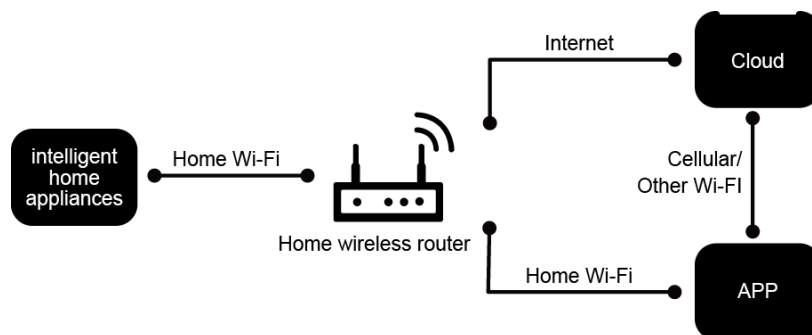 Internet
Cloud
intelligent
home
appliances
Home Wi-Fi
Cellular/
Other Wi-FI
Home wireless router
Home Wi-Fi
APP